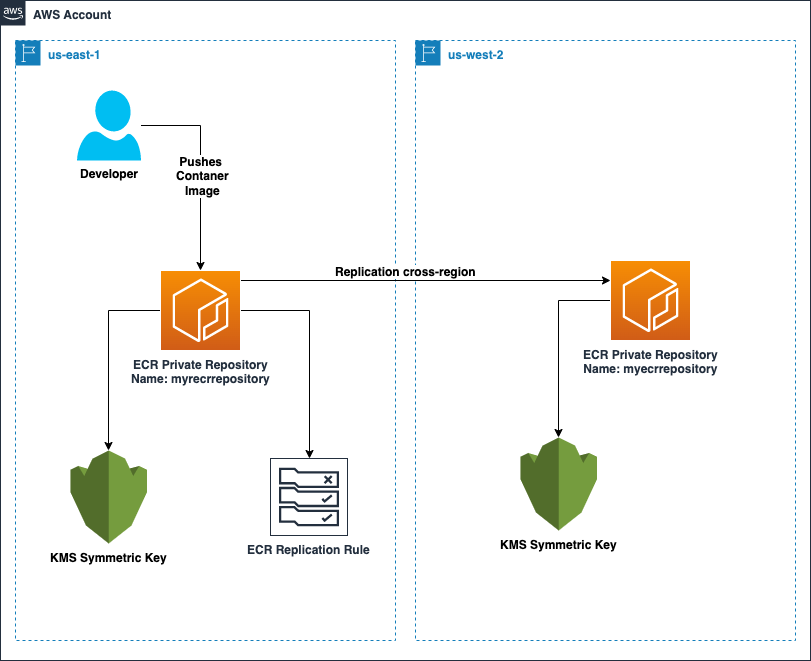 aws
AWS Account
us-east-1
us-west-2
Developer
Pushes
Contaner
Image
Replication cross-region
ECR Private Repository
Name: myrecrrepository
ECR Private Repository
Name: myecrrepository
KMS Symmetric Key
ECR Replication Rule
KMS Symmetric Key